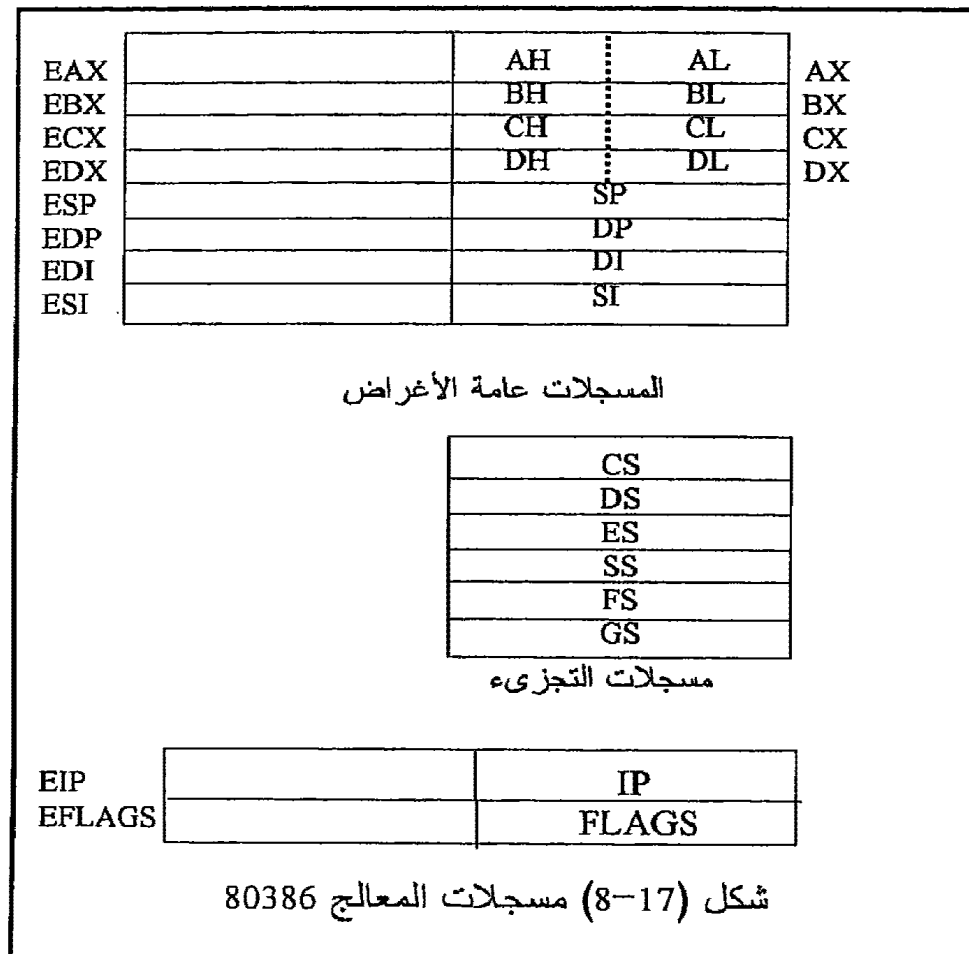 EAX AH AL AX
EBX BH BL BX
ECX CH CL CX
EDX DH DL DX
ESP SP
EDP DP
EDI DI
ESI SI
المسجلات عامة الأغراض
CS
DS
ES
SS
FS
GS
مسجلات التجزىء
EIP IP
EFLAGS FLAGS
شكل (17-8) مسجلات المعالج 80386